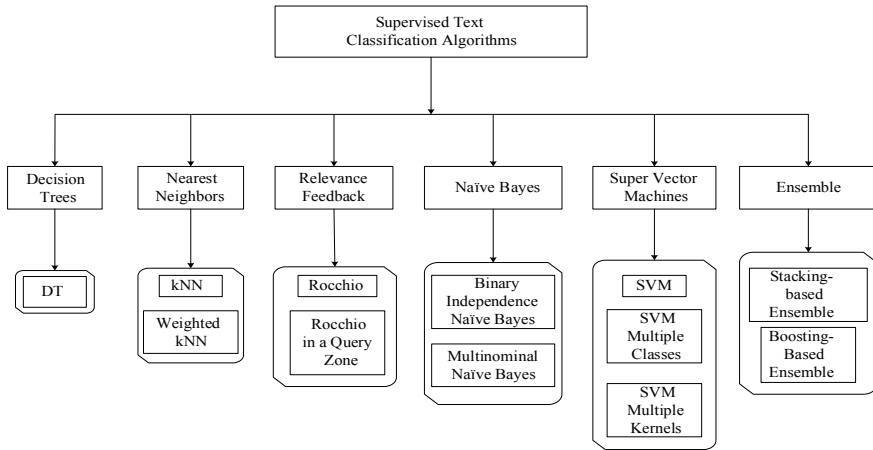 Supervised Text
Classification Algorithms
Decision
Trees
Nearest
Neighbors
Relevance
Feedback
Naïve Bayes
Super Vector
Machines
Ensemble
DT
kNN
Weighted
kNN
Rocchio
Rocchio
in a Query
Zone
Binary
Independence
Naïve Bayes
Multinominal
Naïve Bayes
SVM
SVM
Multiple
Classes
SVM
Multiple
Kernels
Stacking-
based
Ensemble
Boosting-
Based
Ensemble